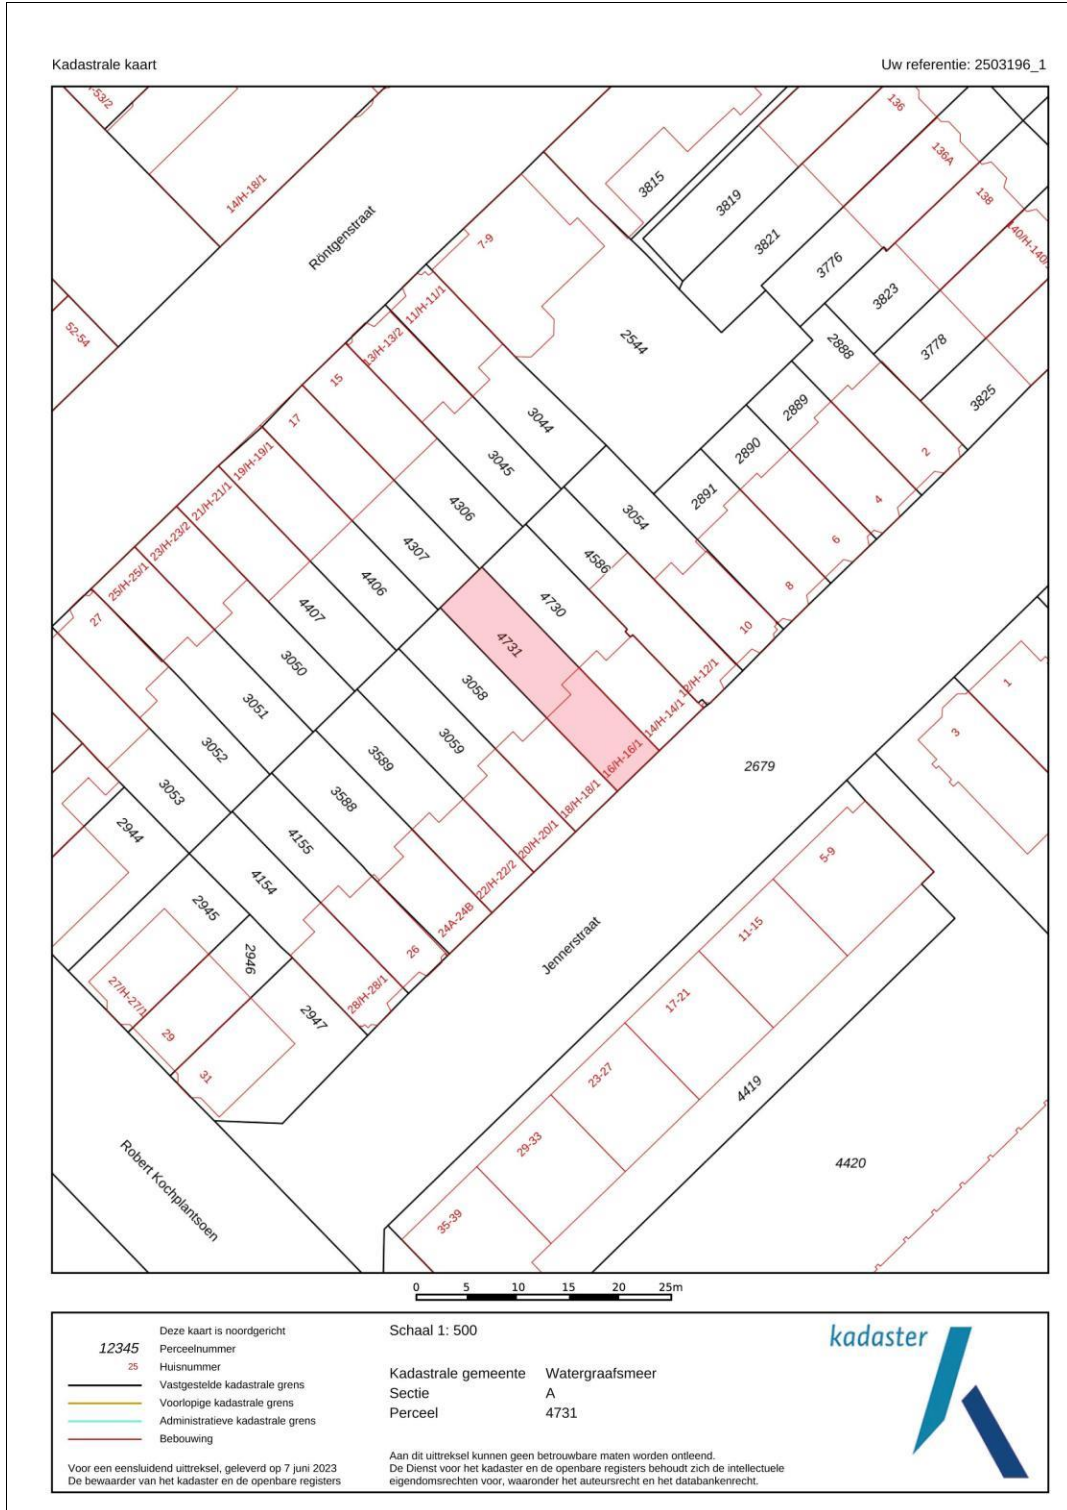 Kadastrale kaart
Uw referentie: 2503196_1
136
136A
138
14/H-18/1
3815
3819
3821
Röntgenstraat
7-9
3776
3823
52-54
11/H-11/1
13/H-13/2
2544
2888
3778
3825
15
17
3044
2889
2
19/H-19/1
3045
2890
4
21/H-21/1
4306
2891
6
23/H-23/2
4307
3054
8
25/H-25/1
4406
4586
10
27
4407
4730
12/H-12/1
3050
4731
14/H-14/1
3051
3058
16/H-16/1
3052
3059
18/H-18/1
3053
3589
20/H-20/1
2944
3588
22/H-22/2
4155
24A-24B
4154
26
2945
28/H-28/1
2946
2947
27/H-27/1
29
31
2679
1
3
5-9
11-15
17-21
23-27
29-33
35-39
Jennerstraat
4419
4420
Robert Kochplantsoen
0 5 10 15 20 25m
Deze kaart is noordgericht
12345 Perceelnummer
25 Huisnummer
Vastgestelde kadastrale grens
Voorlopige kadastrale grens
Administratieve kadastrale grens
Bebouwing
Voor een eensluidend uittreksel, geleverd op 7 juni 2023
De bewaarder van het kadaster en de openbare registers
Schaal 1: 500
Kadastrale gemeente Watergraafsmeer
Sectie A
Perceel 4731
Aan dit uittreksel kunnen geen betrouwbare maten worden ontleend.
De Dienst voor het kadaster en de openbare registers behoudt zich de intellectuele
eigendomsrechten voor, waaronder het auteursrecht en het databankenrecht.
kadaster